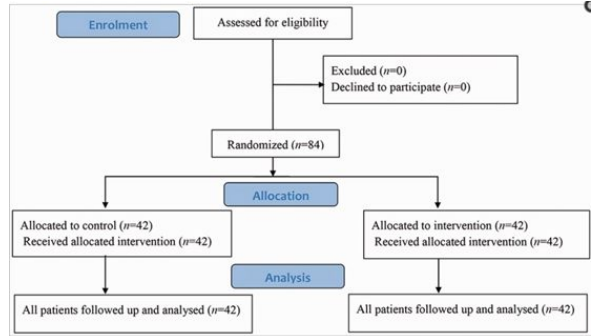 Enrolment
Assessed for eligibility
Excluded (n=0)
Declined to participate (n=0)
Randomized (n=84)
Allocation
Allocated to control (n=42)
Received allocated intervention (n=42)
Allocated to intervention (n=42)
Received allocated intervention (n=42)
Analysis
All patients followed up and analysed (n=42)
All patients followed up and analysed (n=42)